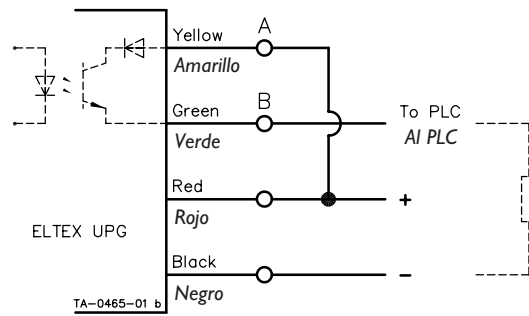 A
Yellow
Amarillo
B
Green
Verde
To PLC
Al PLC
Red
Rojo
+
ELTEX UPG
Black
Negro
−
TA-0465-01 b